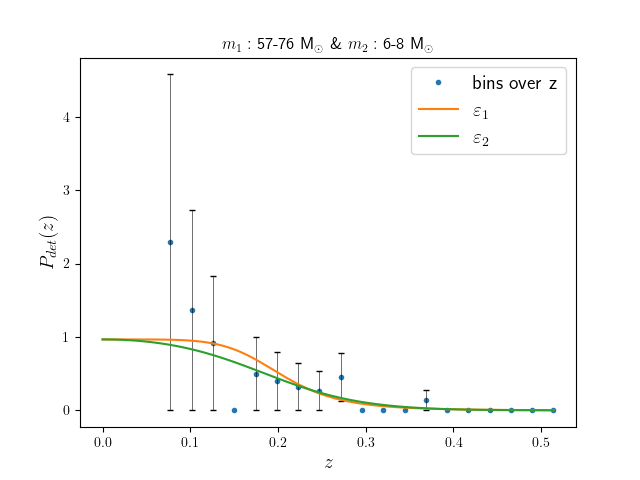 m₁ : 57-76 M⊙ & m₂ : 6-8 M⊙
bins over z
ε₁
ε₂
P_det(z)
4
3
2
1
0
0.0 0.1 0.2 0.3 0.4 0.5
z